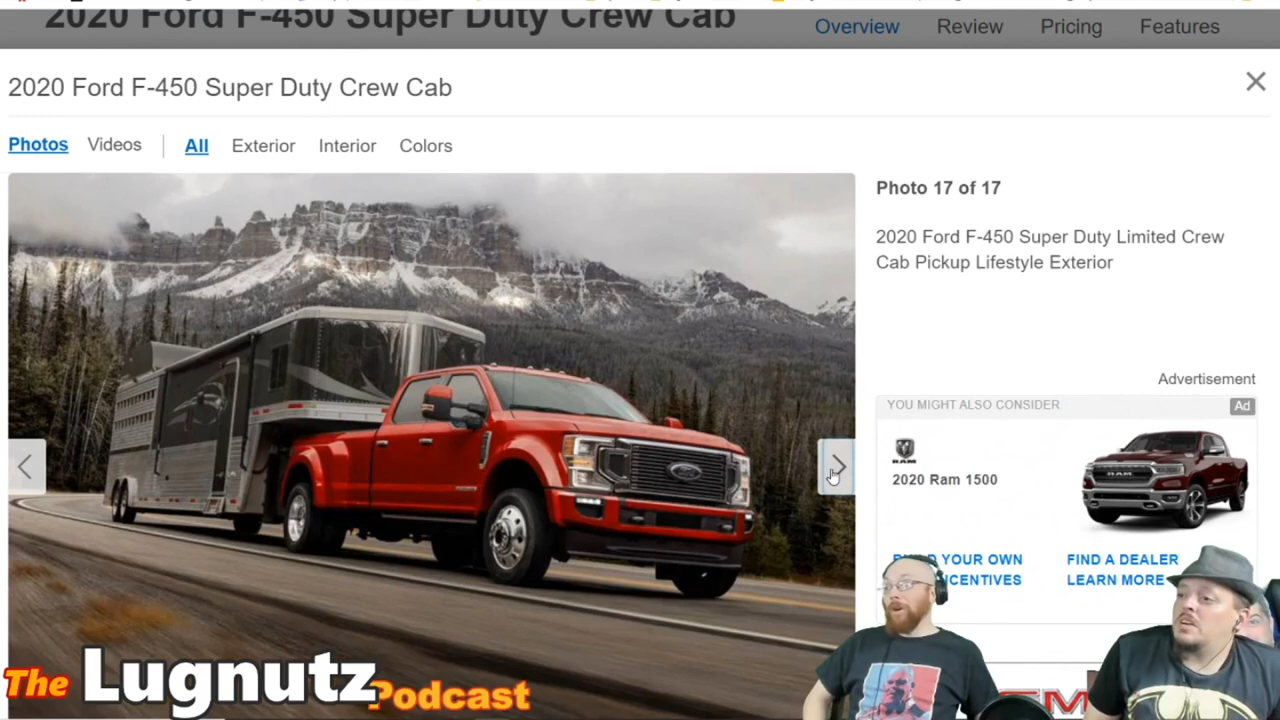 2020 Ford F-450 Super Duty Crew Cab
Overview
Review
Pricing
Features
2020 Ford F-450 Super Duty Crew Cab
Photos
Videos
All
Exterior
Interior
Colors
Photo 17 of 17
2020 Ford F-450 Super Duty Limited Crew
Cab Pickup Lifestyle Exterior
Advertisement
YOU MIGHT ALSO CONSIDER
Ad
RAM
2020 Ram 1500
YOUR OWN
FIND A DEALER
LEARN MORE
The Lugnutz Podcast